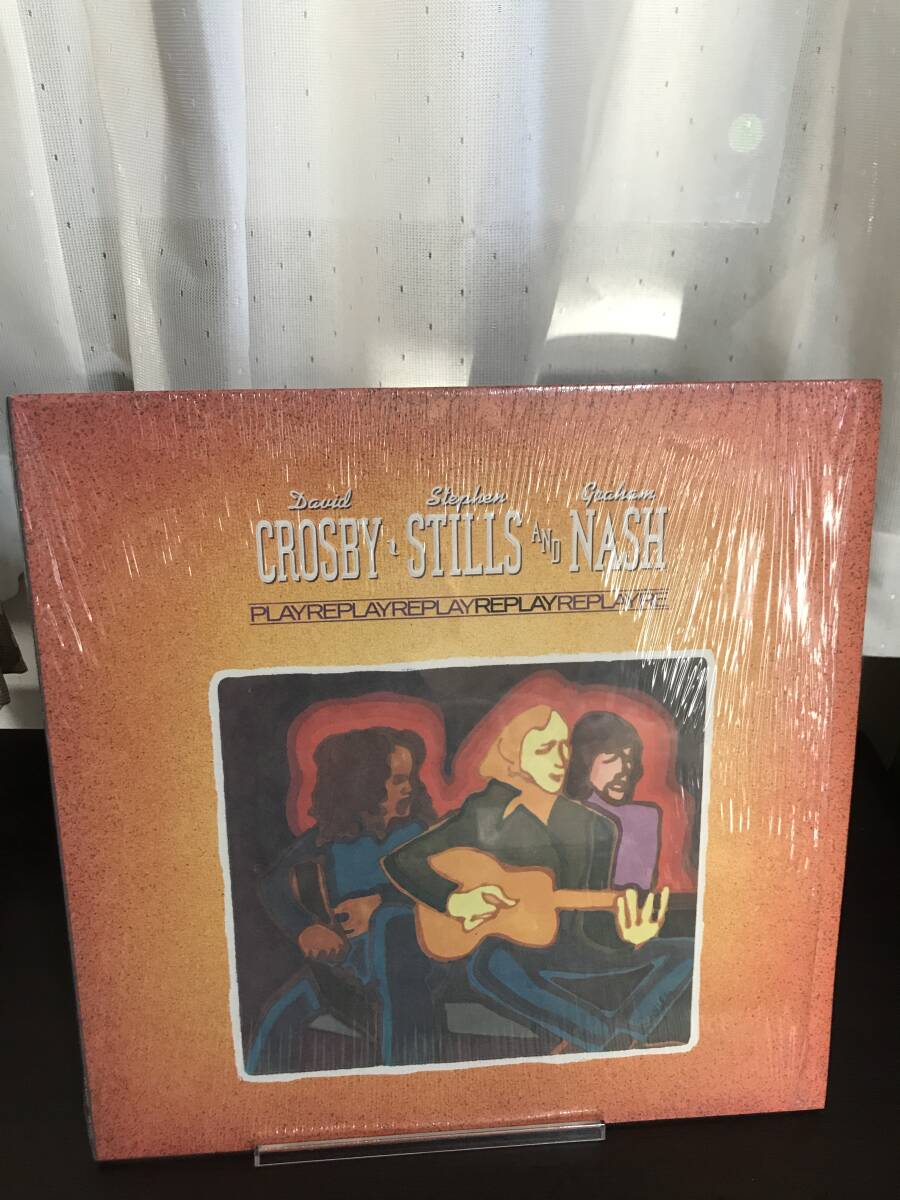 David Stephen Graham
CROSBY, STILLS AND NASH
PLAYREPLAYREPLAYREPLAYREPLAYRE